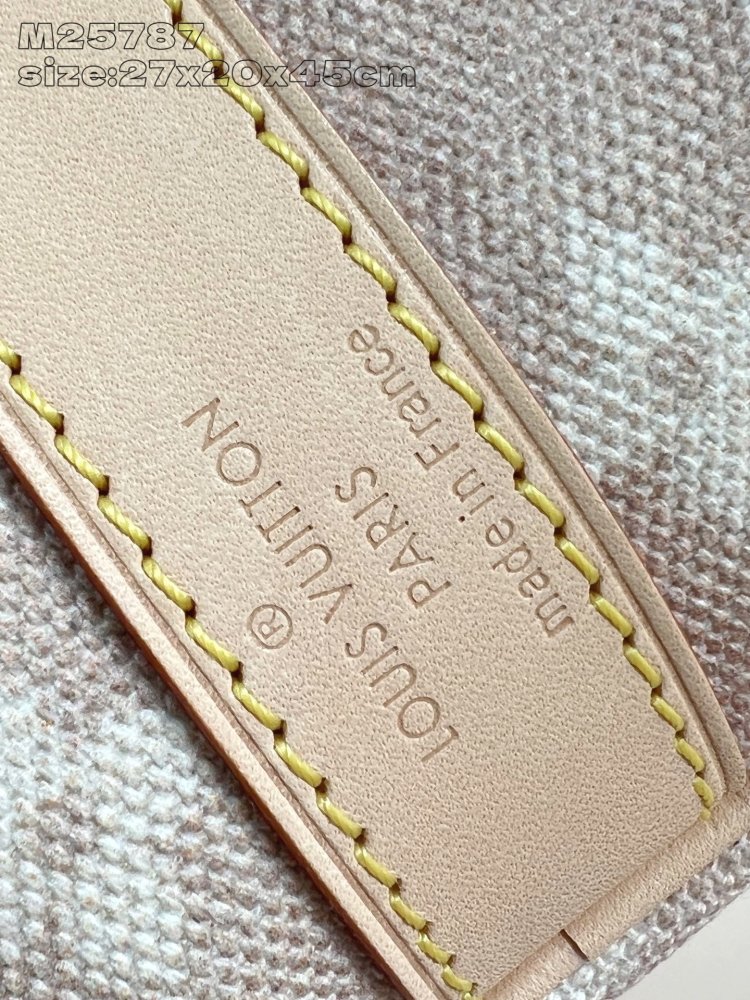 M25787
size:27x20x45cm
®
LOUIS VUITTON
PARIS
made in France